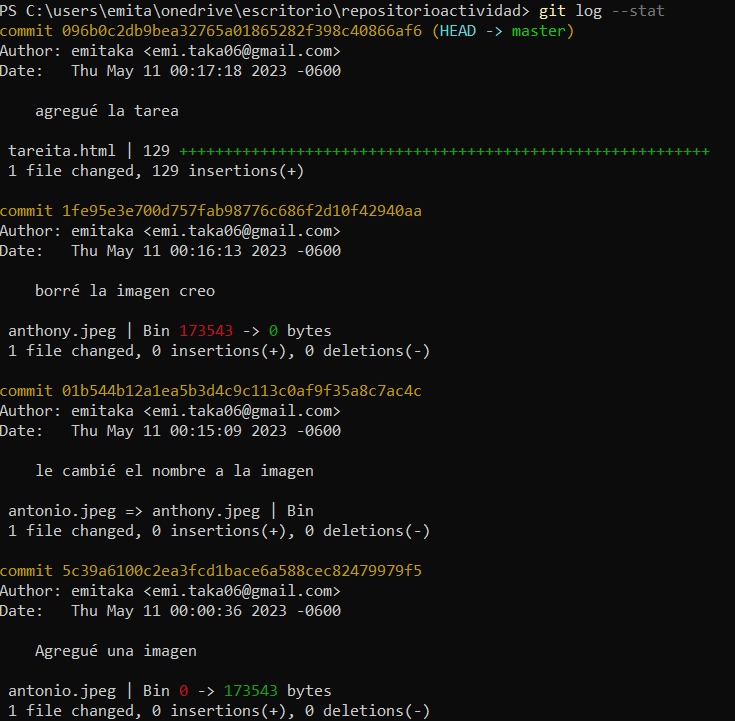 PS C:\users\emita\onedrive\escritorio\repositorioactividad> git log --stat
commit 096b0c2db9bea32765a01865282f398c40866af6 (HEAD -> master)
Author: emitaka <emi.taka06@gmail.com>
Date:   Thu May 11 00:17:18 2023 -0600
agregué la tarea
tareita.html | 129 +++++++++++++++++++++++++++++++++++++++++++++++++++++++++++
1 file changed, 129 insertions(+)
commit 1fe95e3e700d757fab98776c686f2d10f42940aa
Author: emitaka <emi.taka06@gmail.com>
Date:   Thu May 11 00:16:13 2023 -0600
borré la imagen creo
anthony.jpeg | Bin 173543 -> 0 bytes
1 file changed, 0 insertions(+), 0 deletions(-)
commit 01b544b12a1ea5b3d4c9c113c0af9f35a8c7ac4c
Author: emitaka <emi.taka06@gmail.com>
Date:   Thu May 11 00:15:09 2023 -0600
le cambié el nombre a la imagen
antonio.jpeg => anthony.jpeg | Bin
1 file changed, 0 insertions(+), 0 deletions(-)
commit 5c39a6100c2ea3fcd1bace6a588cec82479979f5
Author: emitaka <emi.taka06@gmail.com>
Date:   Thu May 11 00:00:36 2023 -0600
Agregué una imagen
antonio.jpeg | Bin 0 -> 173543 bytes
1 file changed, 0 insertions(+), 0 deletions(-)